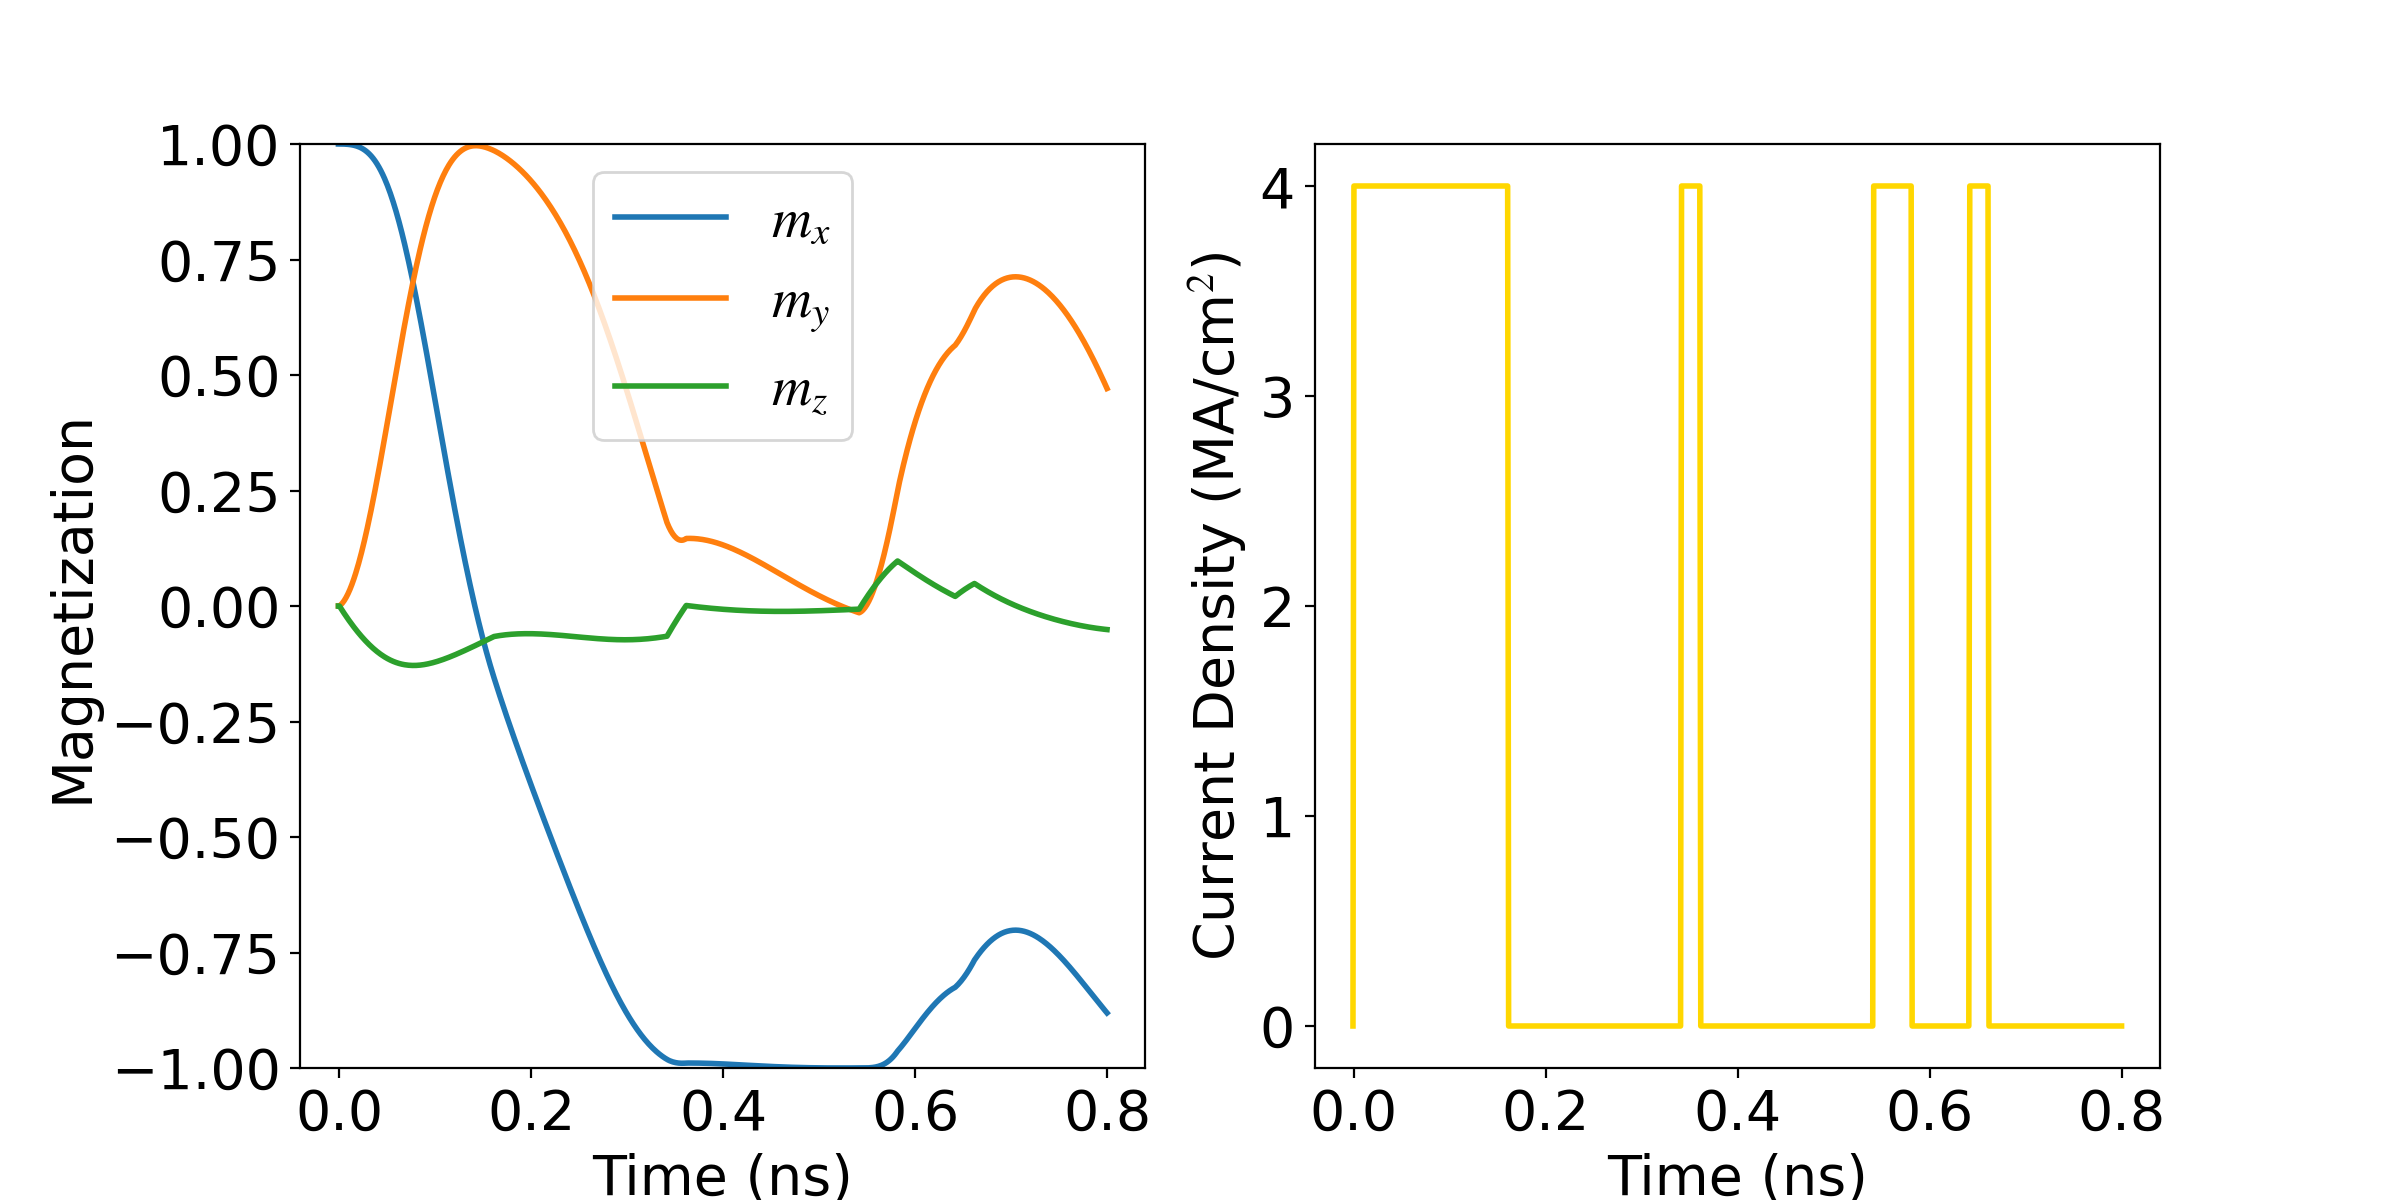 1.00
0.75
0.50
0.25
0.00
−0.25
−0.50
−0.75
−1.00
Magnetization
m_x
m_y
m_z
0.0 0.2 0.4 0.6 0.8
Time (ns)
4
3
2
1
0
Current Density (MA/cm²)
0.0 0.2 0.4 0.6 0.8
Time (ns)